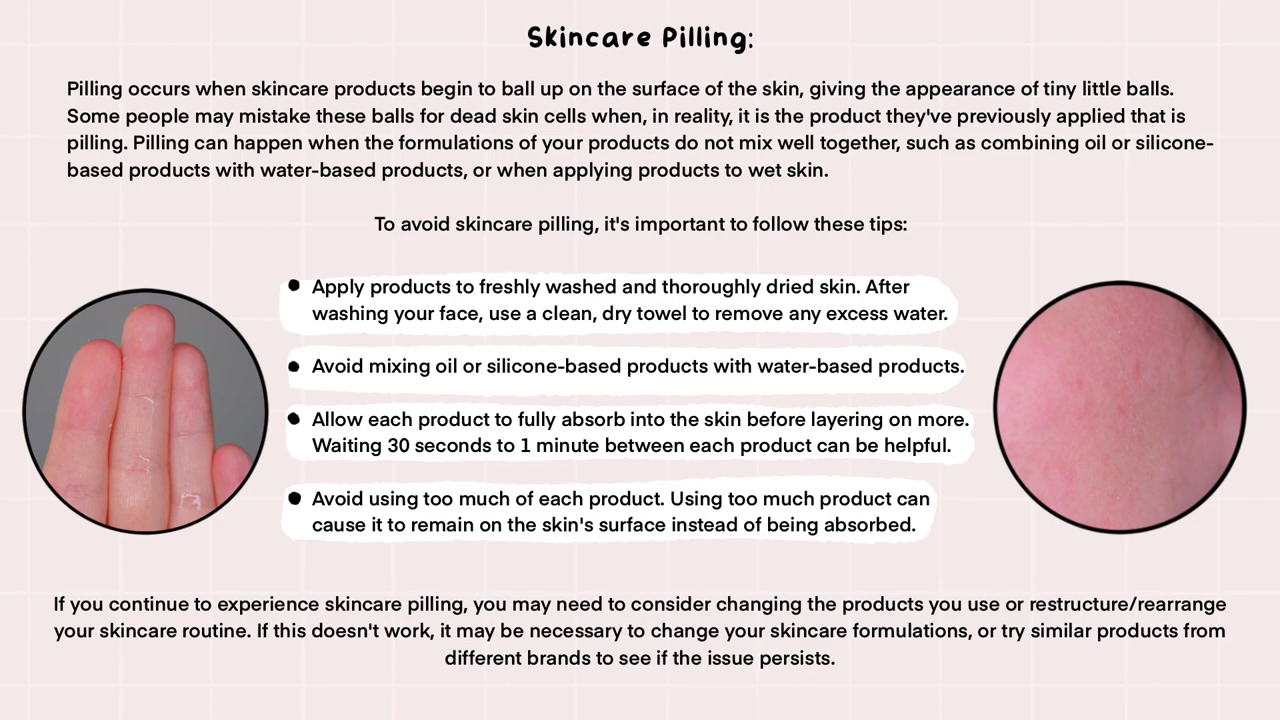 Skincare Pilling:
Pilling occurs when skincare products begin to ball up on the surface of the skin, giving the appearance of tiny little balls.
Some people may mistake these balls for dead skin cells when, in reality, it is the product they've previously applied that is
pilling. Pilling can happen when the formulations of your products do not mix well together, such as combining oil or silicone-
based products with water-based products, or when applying products to wet skin.
To avoid skincare pilling, it's important to follow these tips:
● Apply products to freshly washed and thoroughly dried skin. After
washing your face, use a clean, dry towel to remove any excess water.
● Avoid mixing oil or silicone-based products with water-based products.
● Allow each product to fully absorb into the skin before layering on more.
Waiting 30 seconds to 1 minute between each product can be helpful.
● Avoid using too much of each product. Using too much product can
cause it to remain on the skin's surface instead of being absorbed.
If you continue to experience skincare pilling, you may need to consider changing the products you use or restructure/rearrange
your skincare routine. If this doesn't work, it may be necessary to change your skincare formulations, or try similar products from
different brands to see if the issue persists.